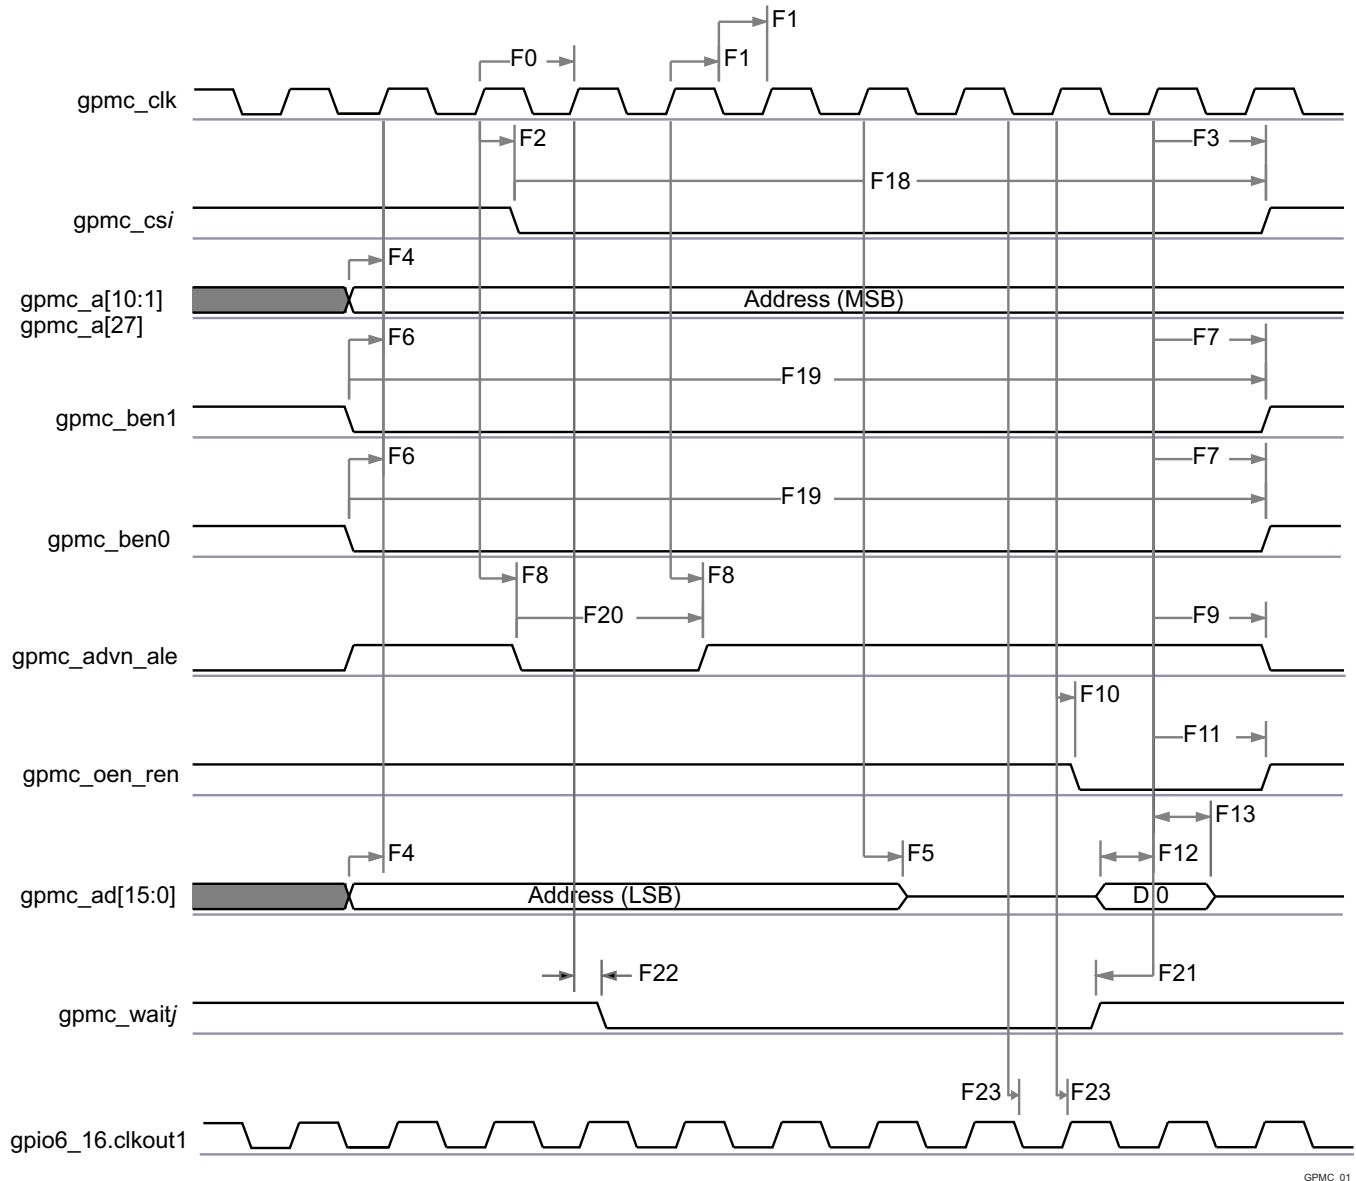 F1
F0
F1
gpmc_clk
F2
F3
F18
gpmc_csi
F4
gpmc_a[10:1]
Address (MSB)
gpmc_a[27]
F6
F7
F19
gpmc_ben1
F6
F7
F19
gpmc_ben0
F8
F8
F20
F9
gpmc_advn_ale
F10
F11
gpmc_oen_ren
F13
F4
F5
F12
gpmc_ad[15:0]
Address (LSB)
D 0
F22
F21
gpmc_waitj
F23
F23
gpio6_16.clkout1
GPMC_01